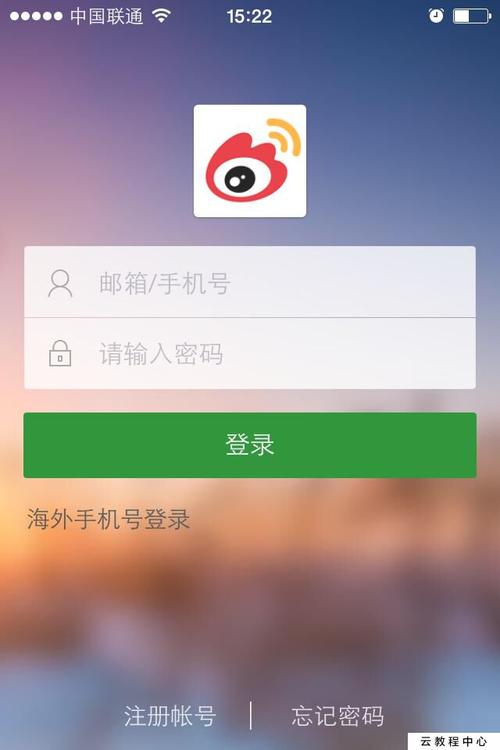 中国联通 15:22
邮箱/手机号
请输入密码
登录
海外手机号登录
注册帐号 | 忘记密码
云教程中心